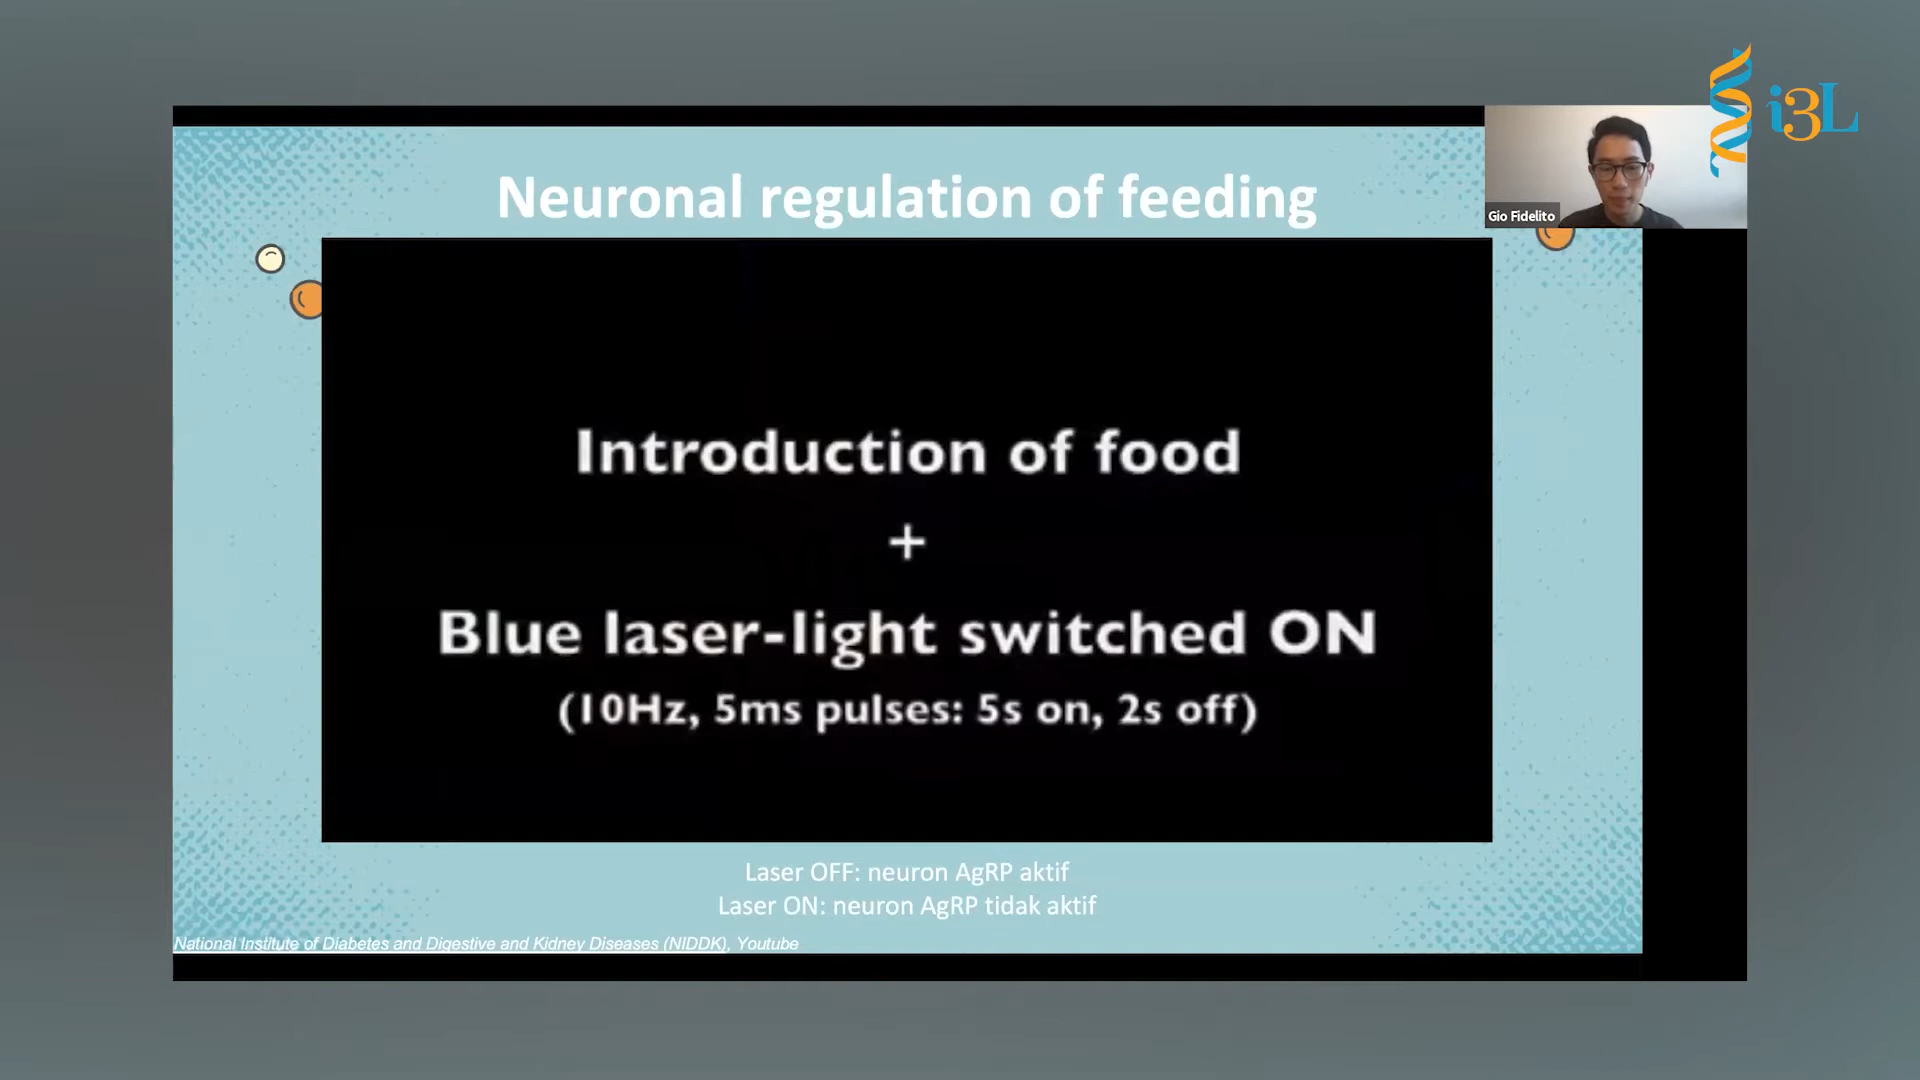 i3L
Neuronal regulation of feeding
Gio Fidelito
Introduction of food
+
Blue laser-light switched ON
(10Hz, 5ms pulses: 5s on, 2s off)
Laser OFF: neuron AgRP aktif
Laser ON: neuron AgRP tidak aktif
National Institute of Diabetes and Digestive and Kidney Diseases (NIDDK), Youtube